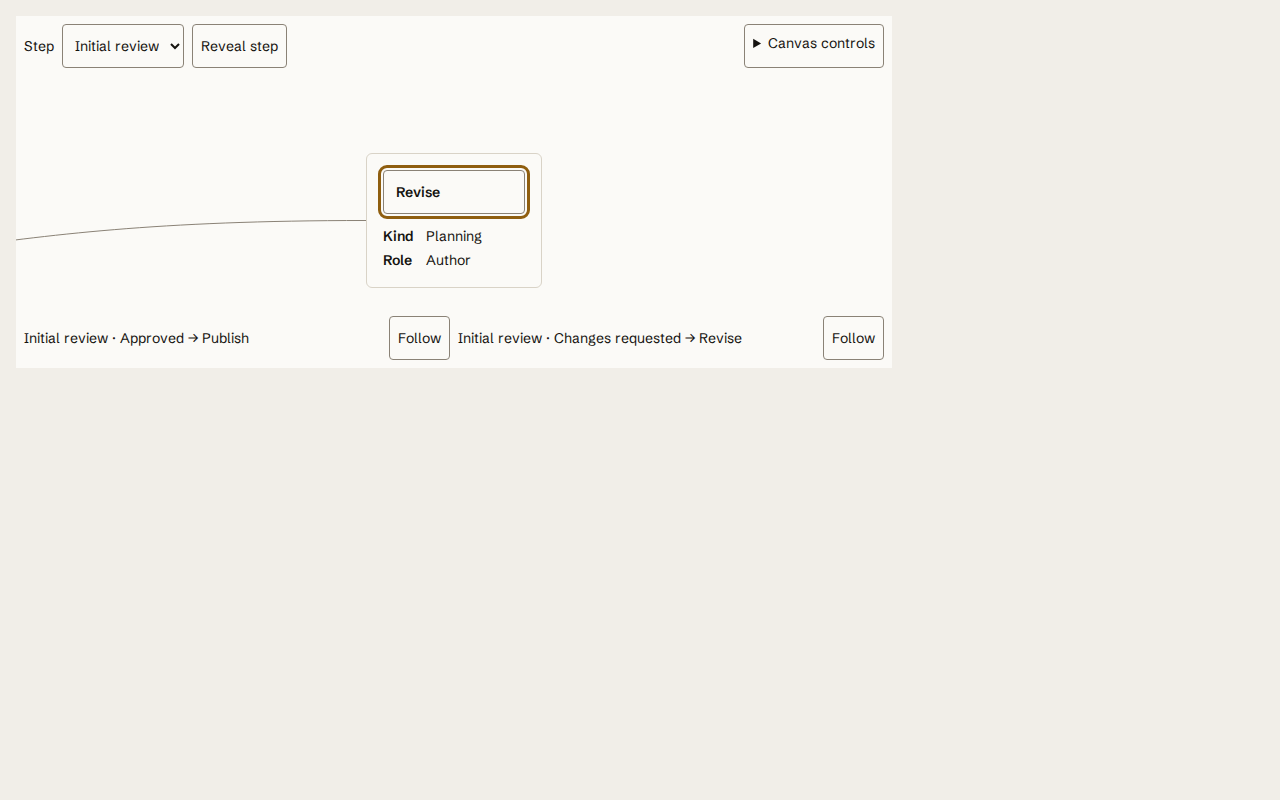 Step Initial review Reveal step Canvas controls
Revise
Kind Planning
Role Author
Initial review · Approved → Publish Follow Initial review · Changes requested → Revise Follow